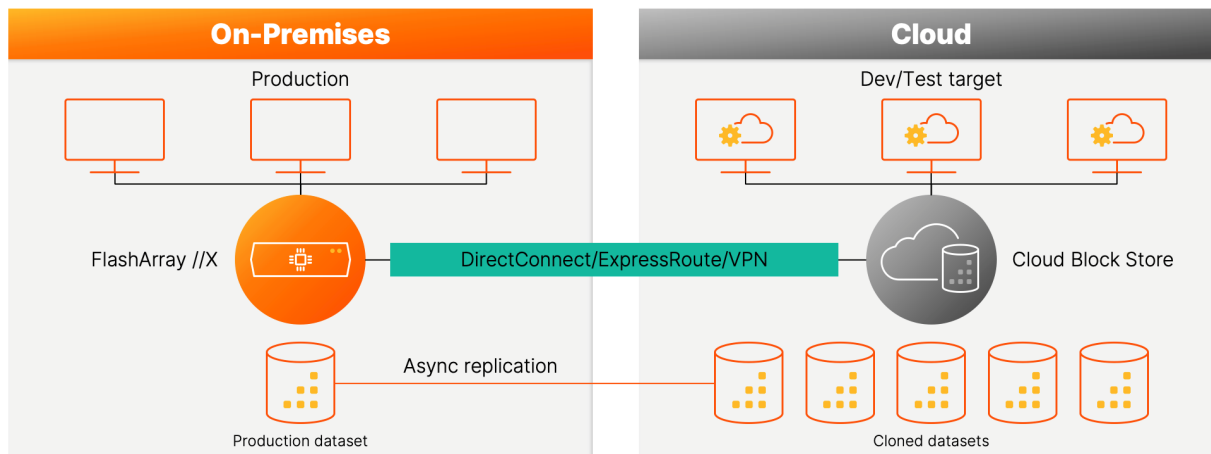 On-Premises
Production
FlashArray //X
Production dataset
DirectConnect/ExpressRoute/VPN
Async replication
Cloud
Dev/Test target
Cloud Block Store
Cloned datasets